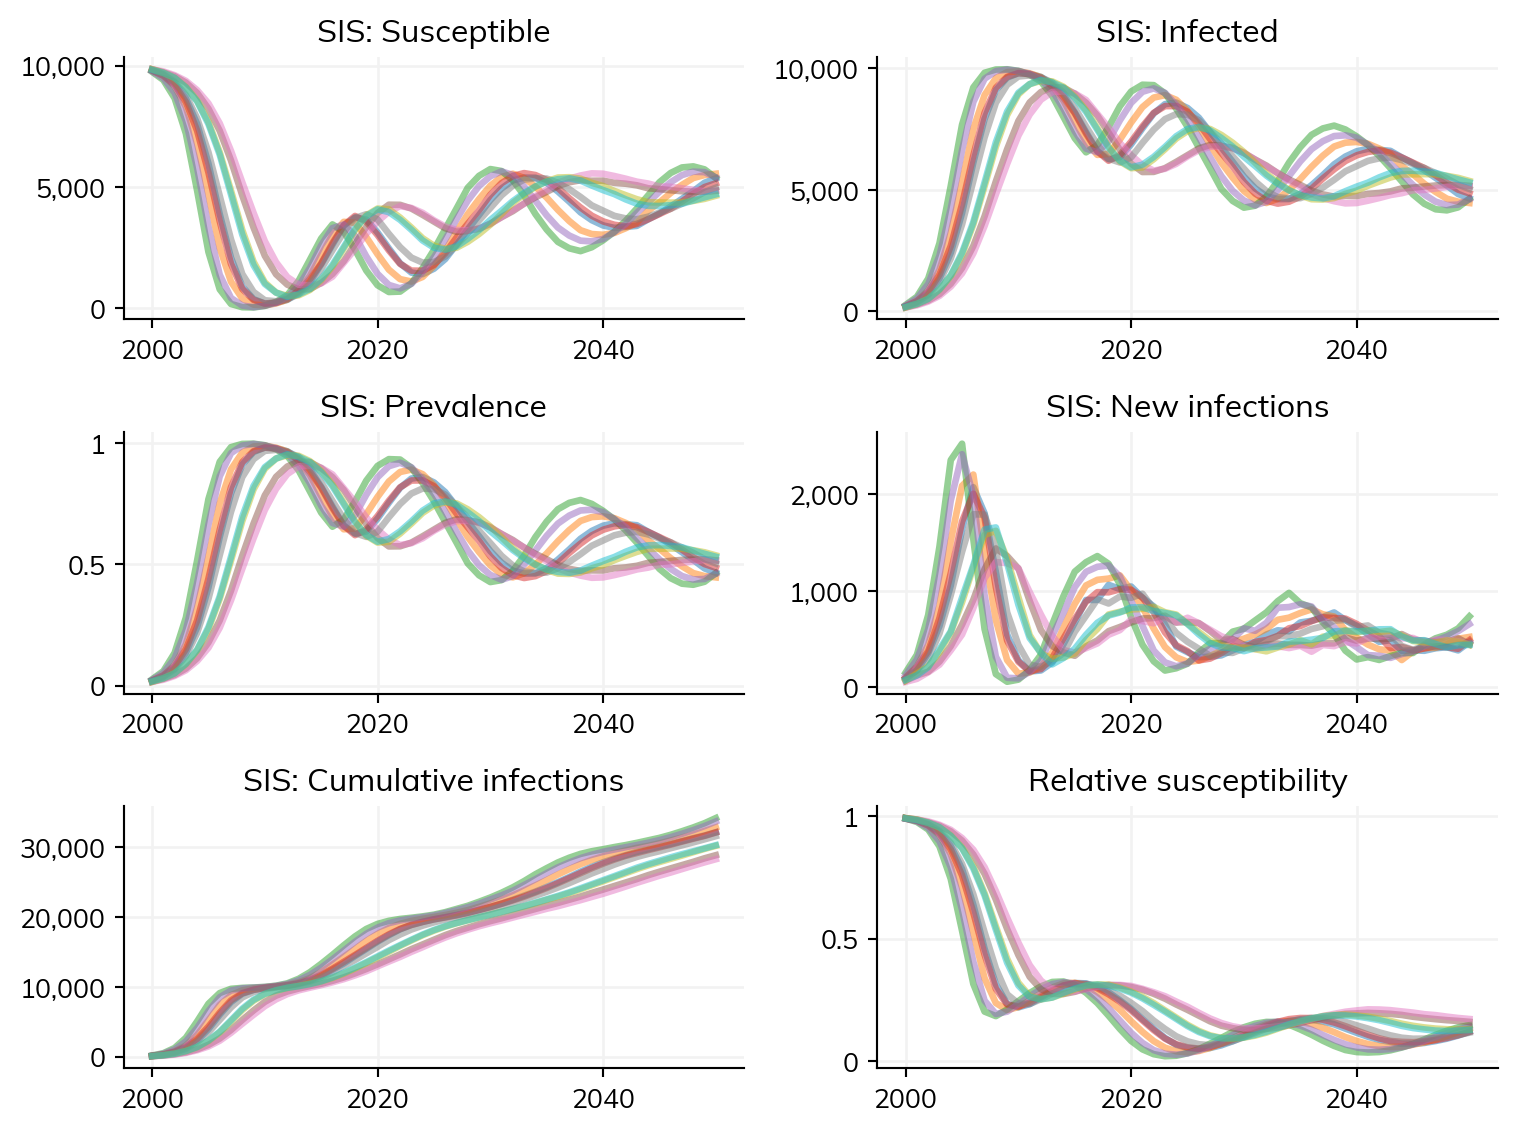 SIS: Susceptible
10,000
5,000
0
2000 2020 2040
SIS: Infected
10,000
5,000
0
2000 2020 2040
SIS: Prevalence
1
0.5
0
2000 2020 2040
SIS: New infections
2,000
1,000
0
2000 2020 2040
SIS: Cumulative infections
30,000
20,000
10,000
0
2000 2020 2040
Relative susceptibility
1
0.5
0
2000 2020 2040